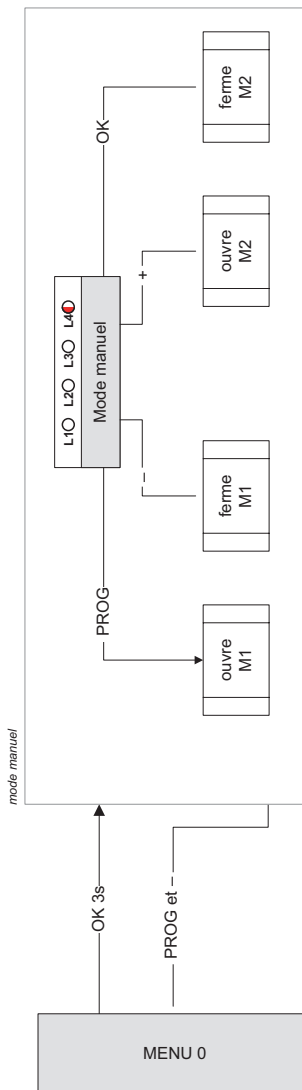 mode manuel
MENU 0
OK 3s
PROG et –
L1 L2 L3 L4
Mode manuel
PROG
–
+
OK
ouvre
M1
ferme
M1
ouvre
M2
ferme
M2